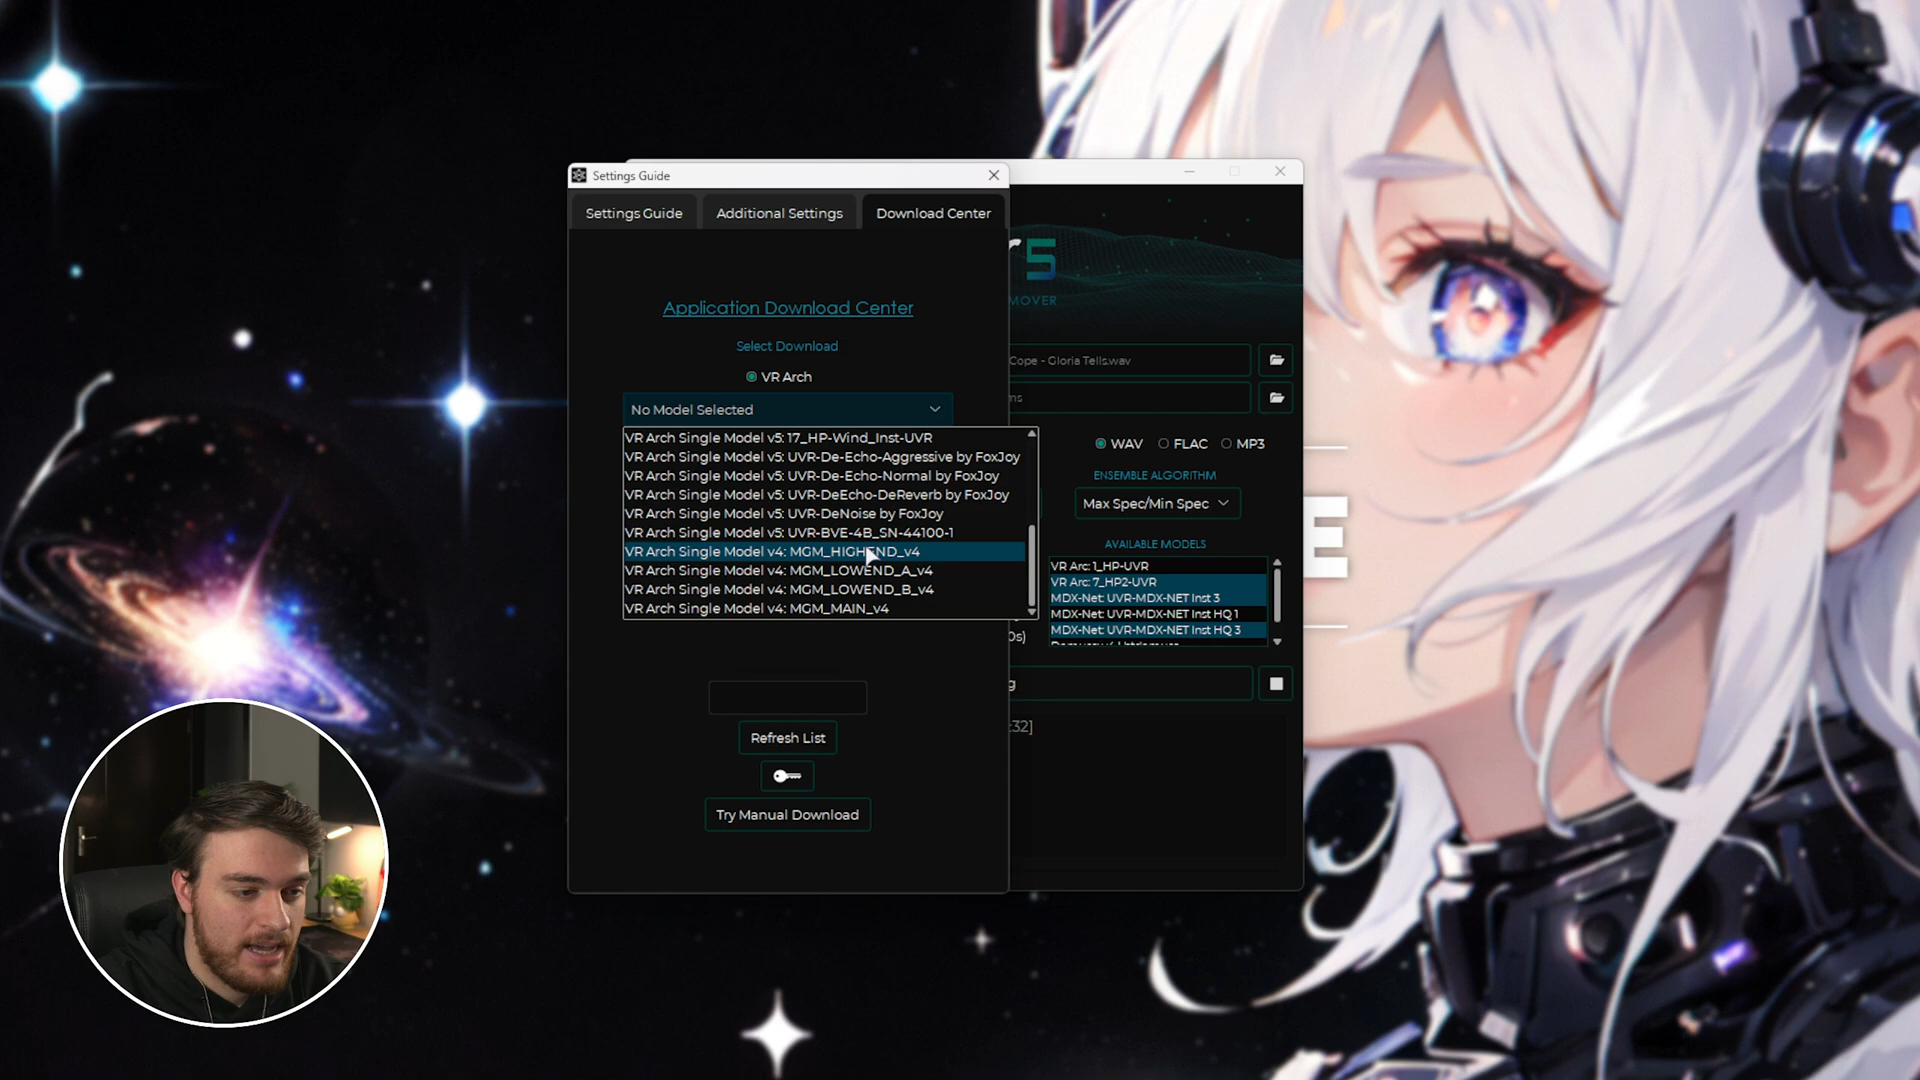 Settings Guide
Settings Guide
Additional Settings
Download Center
5
MOVER
Application Download Center
Select Download
VR Arch
Cope - Gloria Tells.wav
No Model Selected
ms
VR Arch Single Model v5: 17_HP-Wind_Inst-UVR
VR Arch Single Model v5: UVR-De-Echo-Aggressive by FoxJoy
VR Arch Single Model v5: UVR-De-Echo-Normal by FoxJoy
VR Arch Single Model v5: UVR-DeEcho-DeReverb by FoxJoy
VR Arch Single Model v5: UVR-DeNoise by FoxJoy
VR Arch Single Model v5: UVR-BVE-4B_SN-44100-1
VR Arch Single Model v4: MGM_HIGHEND_v4
VR Arch Single Model v4: MGM_LOWEND_A_v4
VR Arch Single Model v4: MGM_LOWEND_B_v4
VR Arch Single Model v4: MGM_MAIN_v4
WAV
FLAC
MP3
ENSEMBLE ALGORITHM
Max Spec/Min Spec
AVAILABLE MODELS
VR Arc: 1_HP-UVR
VR Arc: 7_HP2-UVR
MDX-Net: UVR-MDX-NET Inst 3
MDX-Net: UVR-MDX-NET Inst HQ 1
MDX-Net: UVR-MDX-NET Inst HQ 3
0s)
g
:32]
E
Refresh List
Try Manual Download